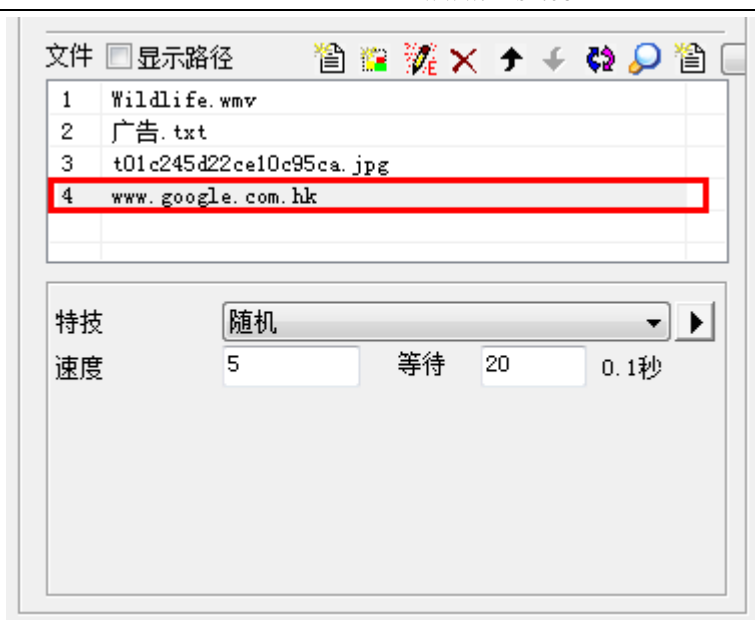 文件 显示路径
1 Wildlife.wmv
2 广告.txt
3 t01c245d22ce10c95ca.jpg
4 www.google.com.hk
特技 随机
速度 5 等待 20 0.1秒